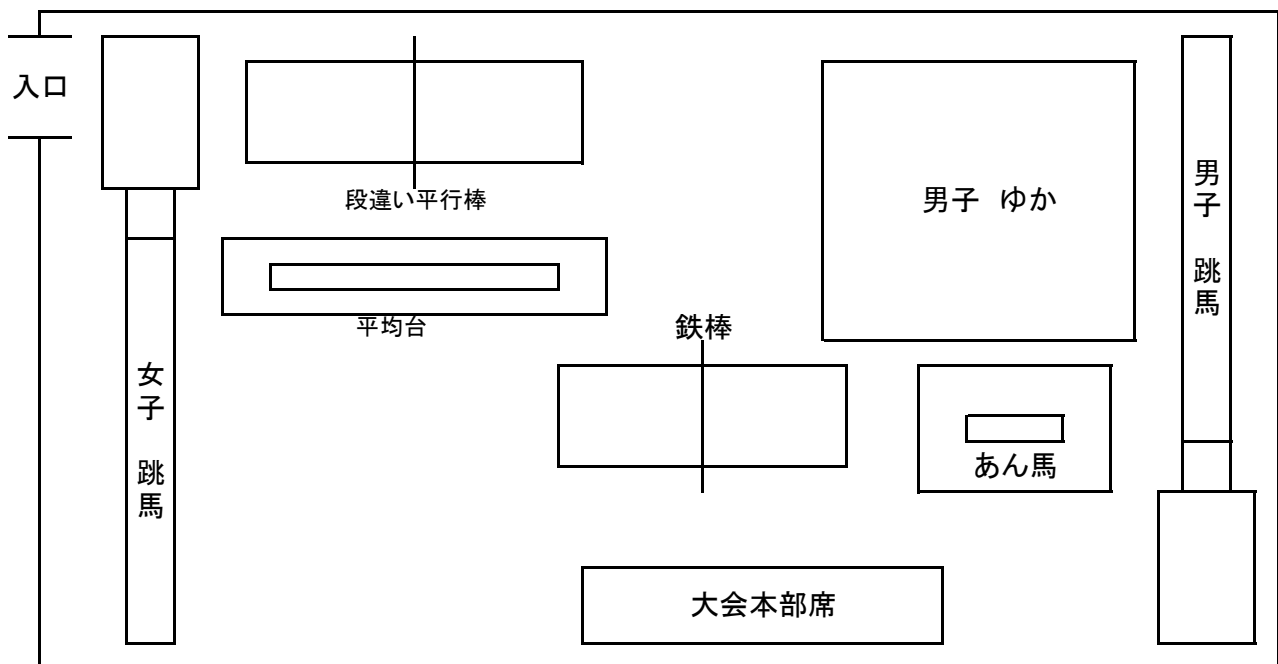 入口
段違い平行棒
男子　ゆか
男子　跳馬
平均台
鉄棒
女子　跳馬
あん馬
大会本部席